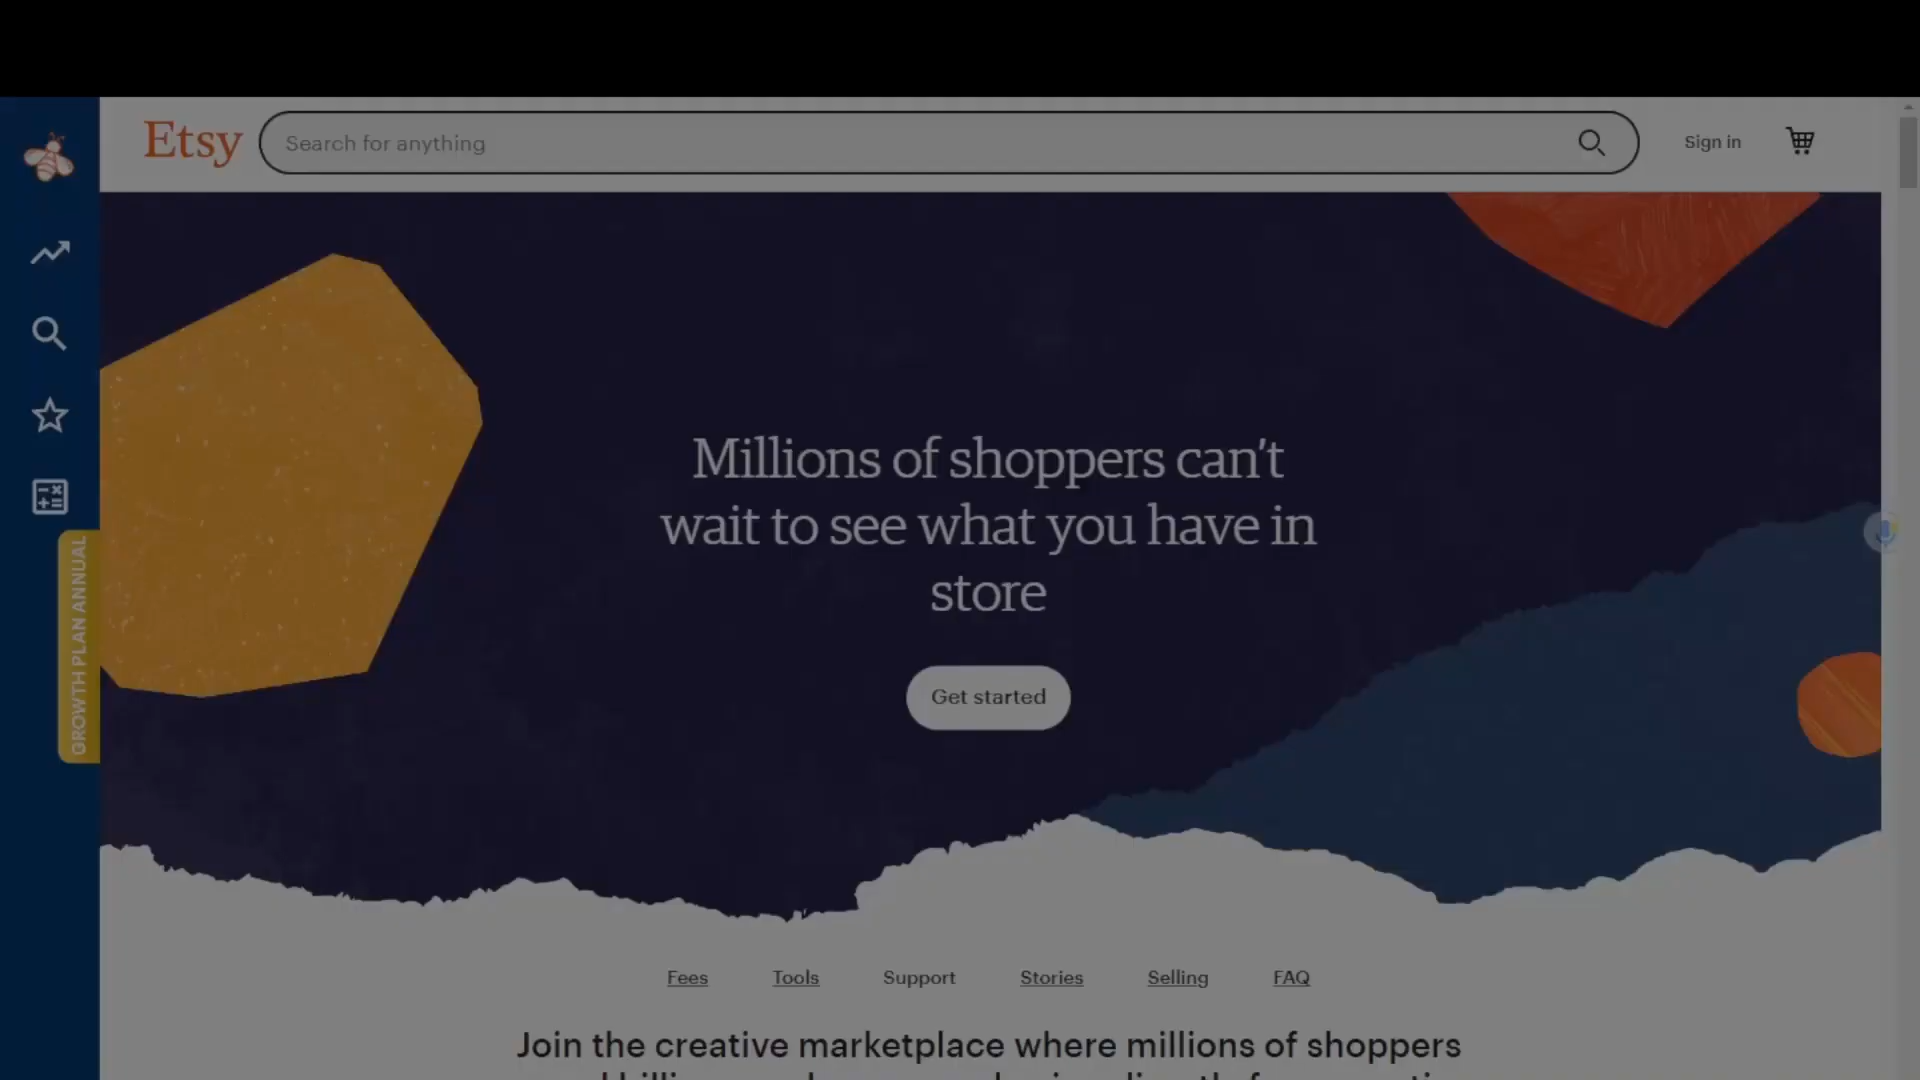 Etsy
Search for anything
Sign in
GROWTH PLAN ANNUAL
Millions of shoppers can't
wait to see what you have in
store
Get started
Fees Tools Support Stories Selling FAQ
Join the creative marketplace where millions of shoppers